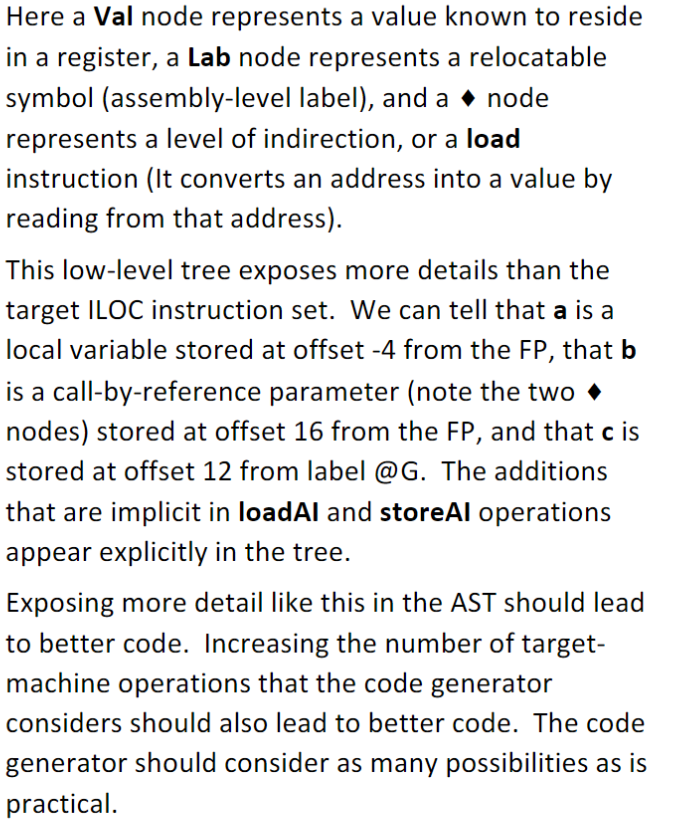 Here a Val node represents a value known to reside
in a register, a Lab node represents a relocatable
symbol (assembly-level label), and a ♦ node
represents a level of indirection, or a load
instruction (It converts an address into a value by
reading from that address).
This low-level tree exposes more details than the
target ILOC instruction set.  We can tell that a is a
local variable stored at offset -4 from the FP, that b
is a call-by-reference parameter (note the two ♦
nodes) stored at offset 16 from the FP, and that c is
stored at offset 12 from label @G.  The additions
that are implicit in loadAI and storeAI operations
appear explicitly in the tree.
Exposing more detail like this in the AST should lead
to better code.  Increasing the number of target-
machine operations that the code generator
considers should also lead to better code.  The code
generator should consider as many possibilities as is
practical.